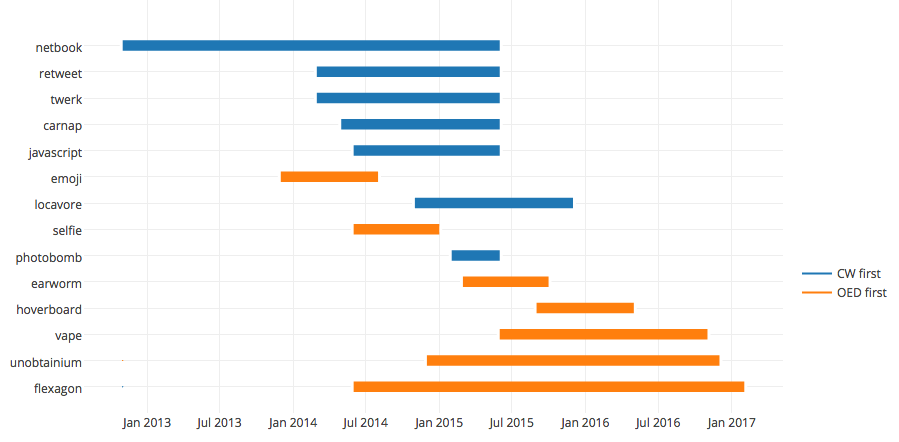 netbook
retweet
twerk
carnap
javascript
emoji
locavore
selfie
photobomb
earworm
hoverboard
vape
unobtainium
flexagon
Jan 2013 Jul 2013 Jan 2014 Jul 2014 Jan 2015 Jul 2015 Jan 2016 Jul 2016 Jan 2017
CW first
OED first